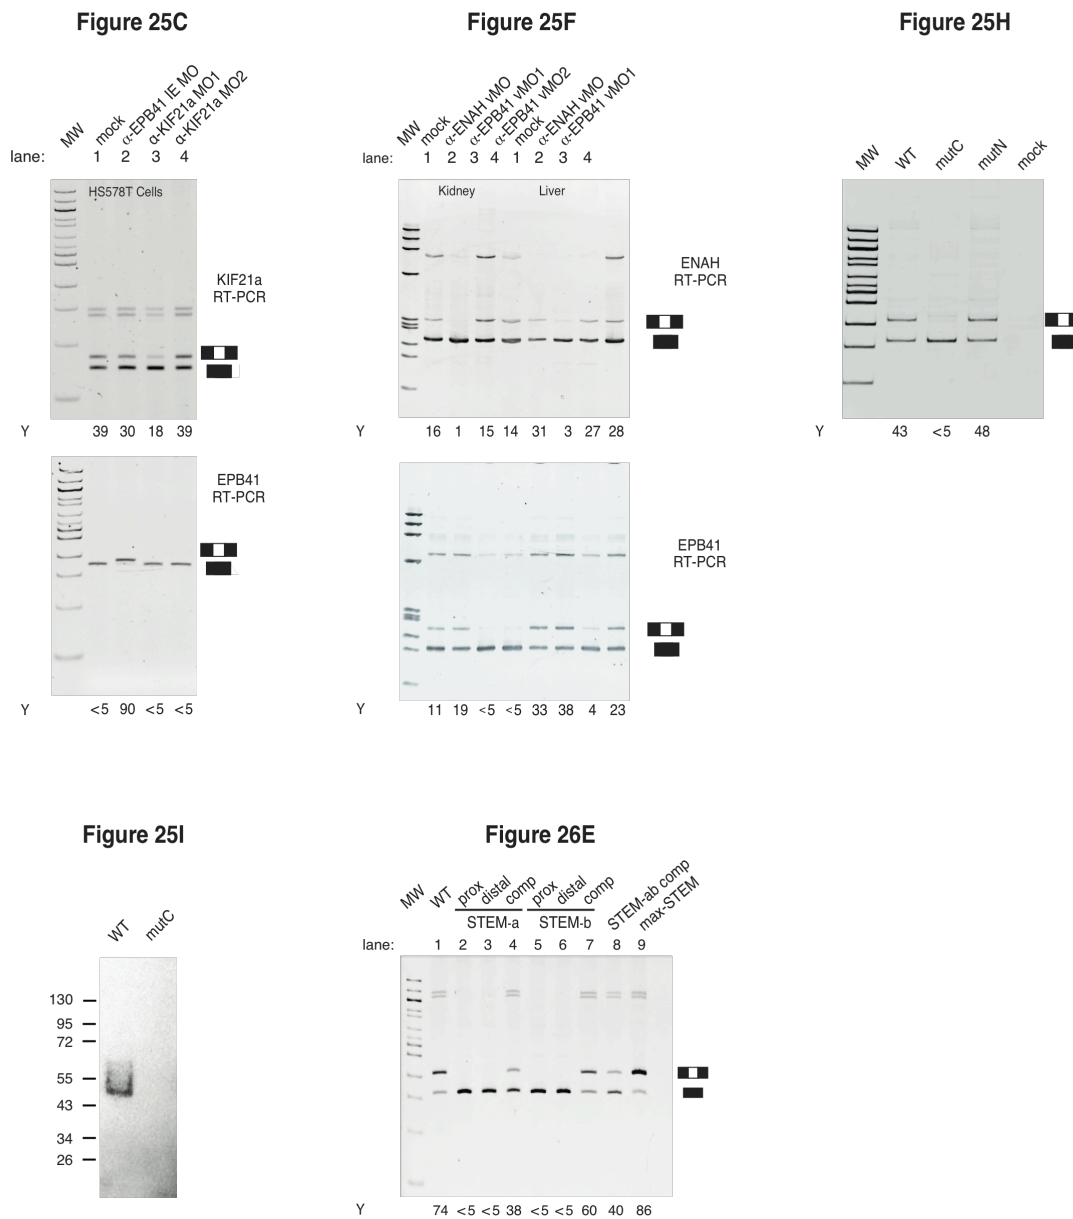 Figure 25C
MW
mock
α-EPB41 IE MO
α-KIF21a MO1
α-KIF21a MO2
lane: 1 2 3 4
HS578T Cells
KIF21a
RT-PCR
Y 39 30 18 39
EPB41
RT-PCR
Y <5 90 <5 <5
Figure 25F
MW
mock
α-ENAH vMO
α-EPB41 vMO1
α-EPB41 vMO2
mock
α-ENAH vMO
α-EPB41 vMO1
1 2 3 4 1 2 3 4
Kidney Liver
ENAH
RT-PCR
Y 16 1 15 14 31 3 27 28
EPB41
RT-PCR
Y 11 19 <5 <5 33 38 4 23
Figure 25H
MW
WT
mutC
mutN
mock
Y 43 <5 48
Figure 25I
WT
mutC
130
95
72
55
43
34
26
Figure 26E
MW
WT
prox
distal
comp
prox
distal
comp
STEM-ab comp
max-STEM
STEM-a STEM-b
lane: 1 2 3 4 5 6 7 8 9
Y 74 <5 <5 38 <5 <5 60 40 86